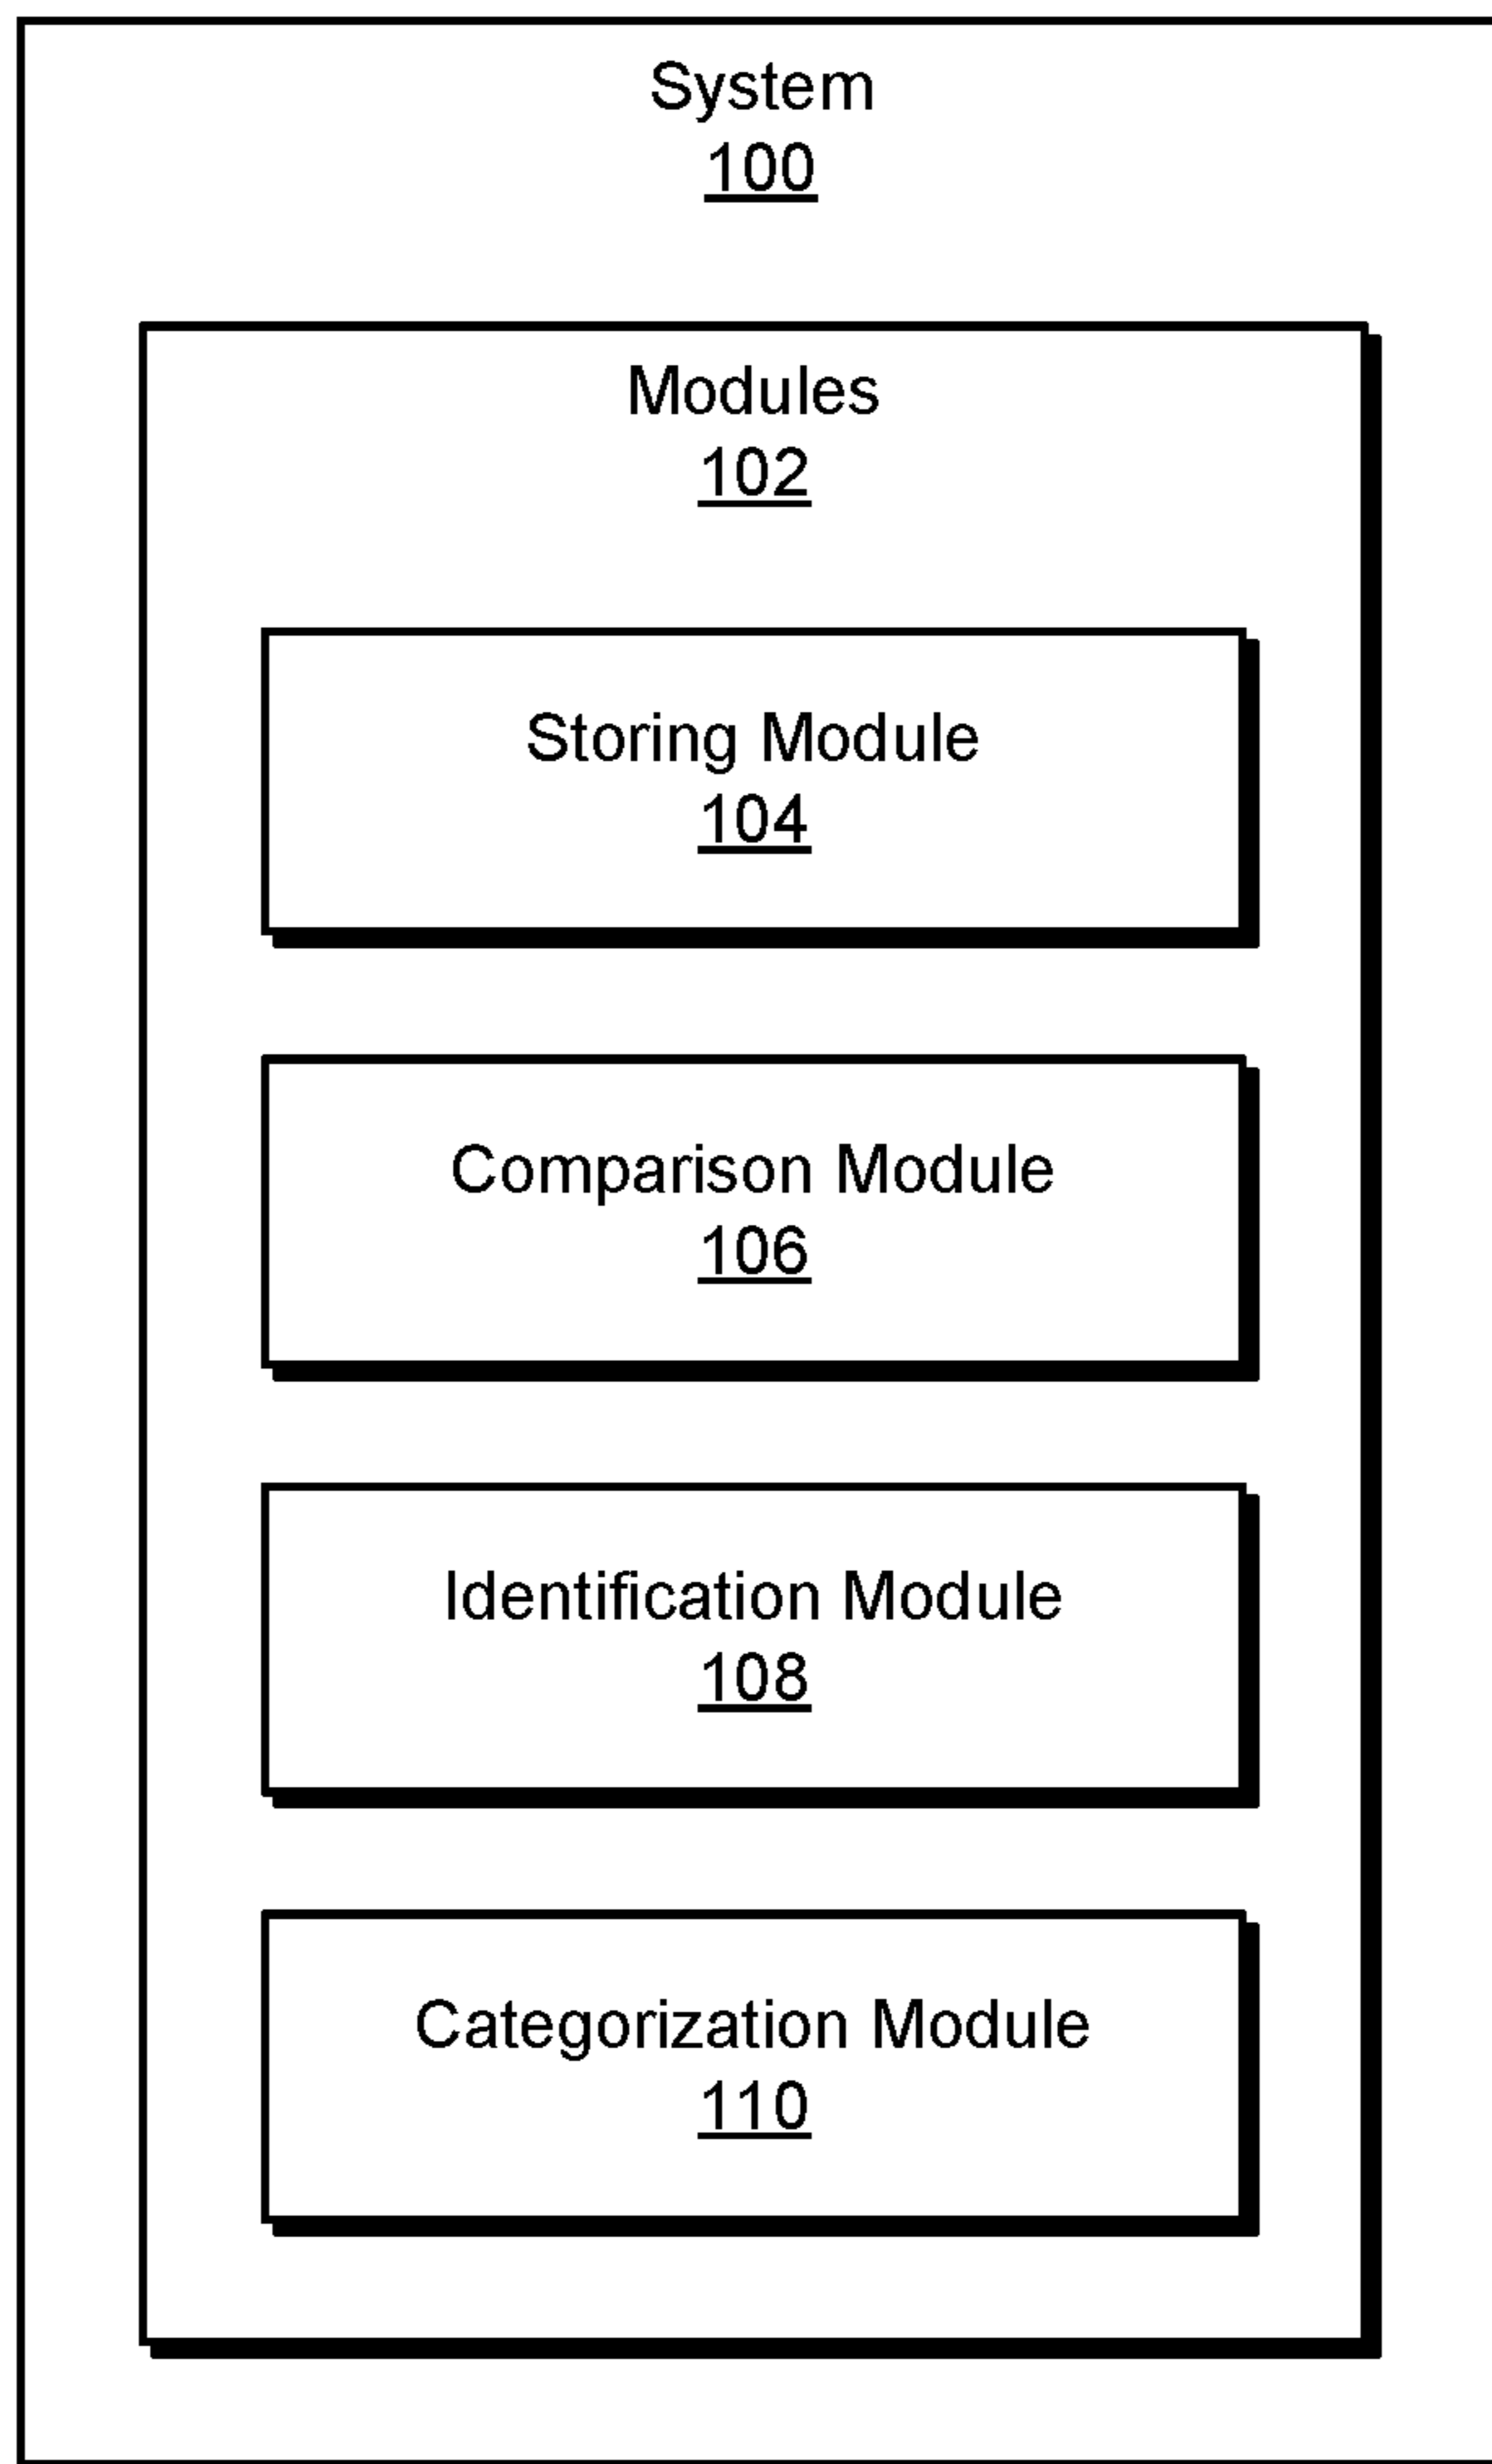 System
100
Modules
102
Storing Module
104
Comparison Module
106
Identification Module
108
Categorization Module
110